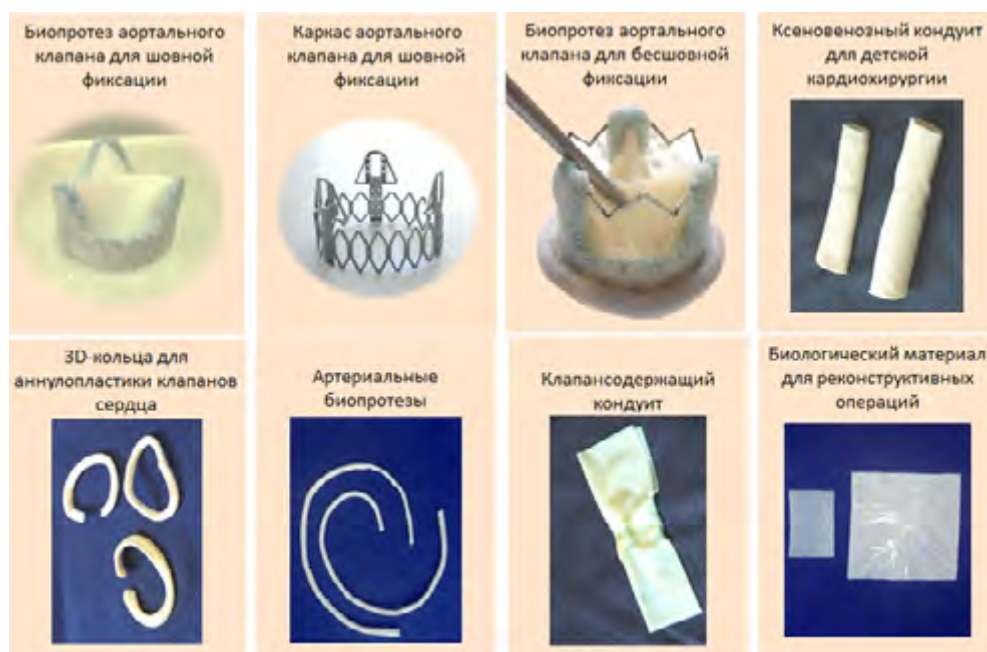 Биопротез аортального
клапана для шовной
фиксации
Каркас аортального
клапана для шовной
фиксации
Биопротез аортального
клапана для бесшовной
фиксации
Ксеновенозный кондуит
для детской
кардиохирургии
3D-кольца для
аннулопластики клапанов
сердца
Артериальные
биопротезы
Клапансодержащий
кондуит
Биологический материал
для реконструктивных
операций